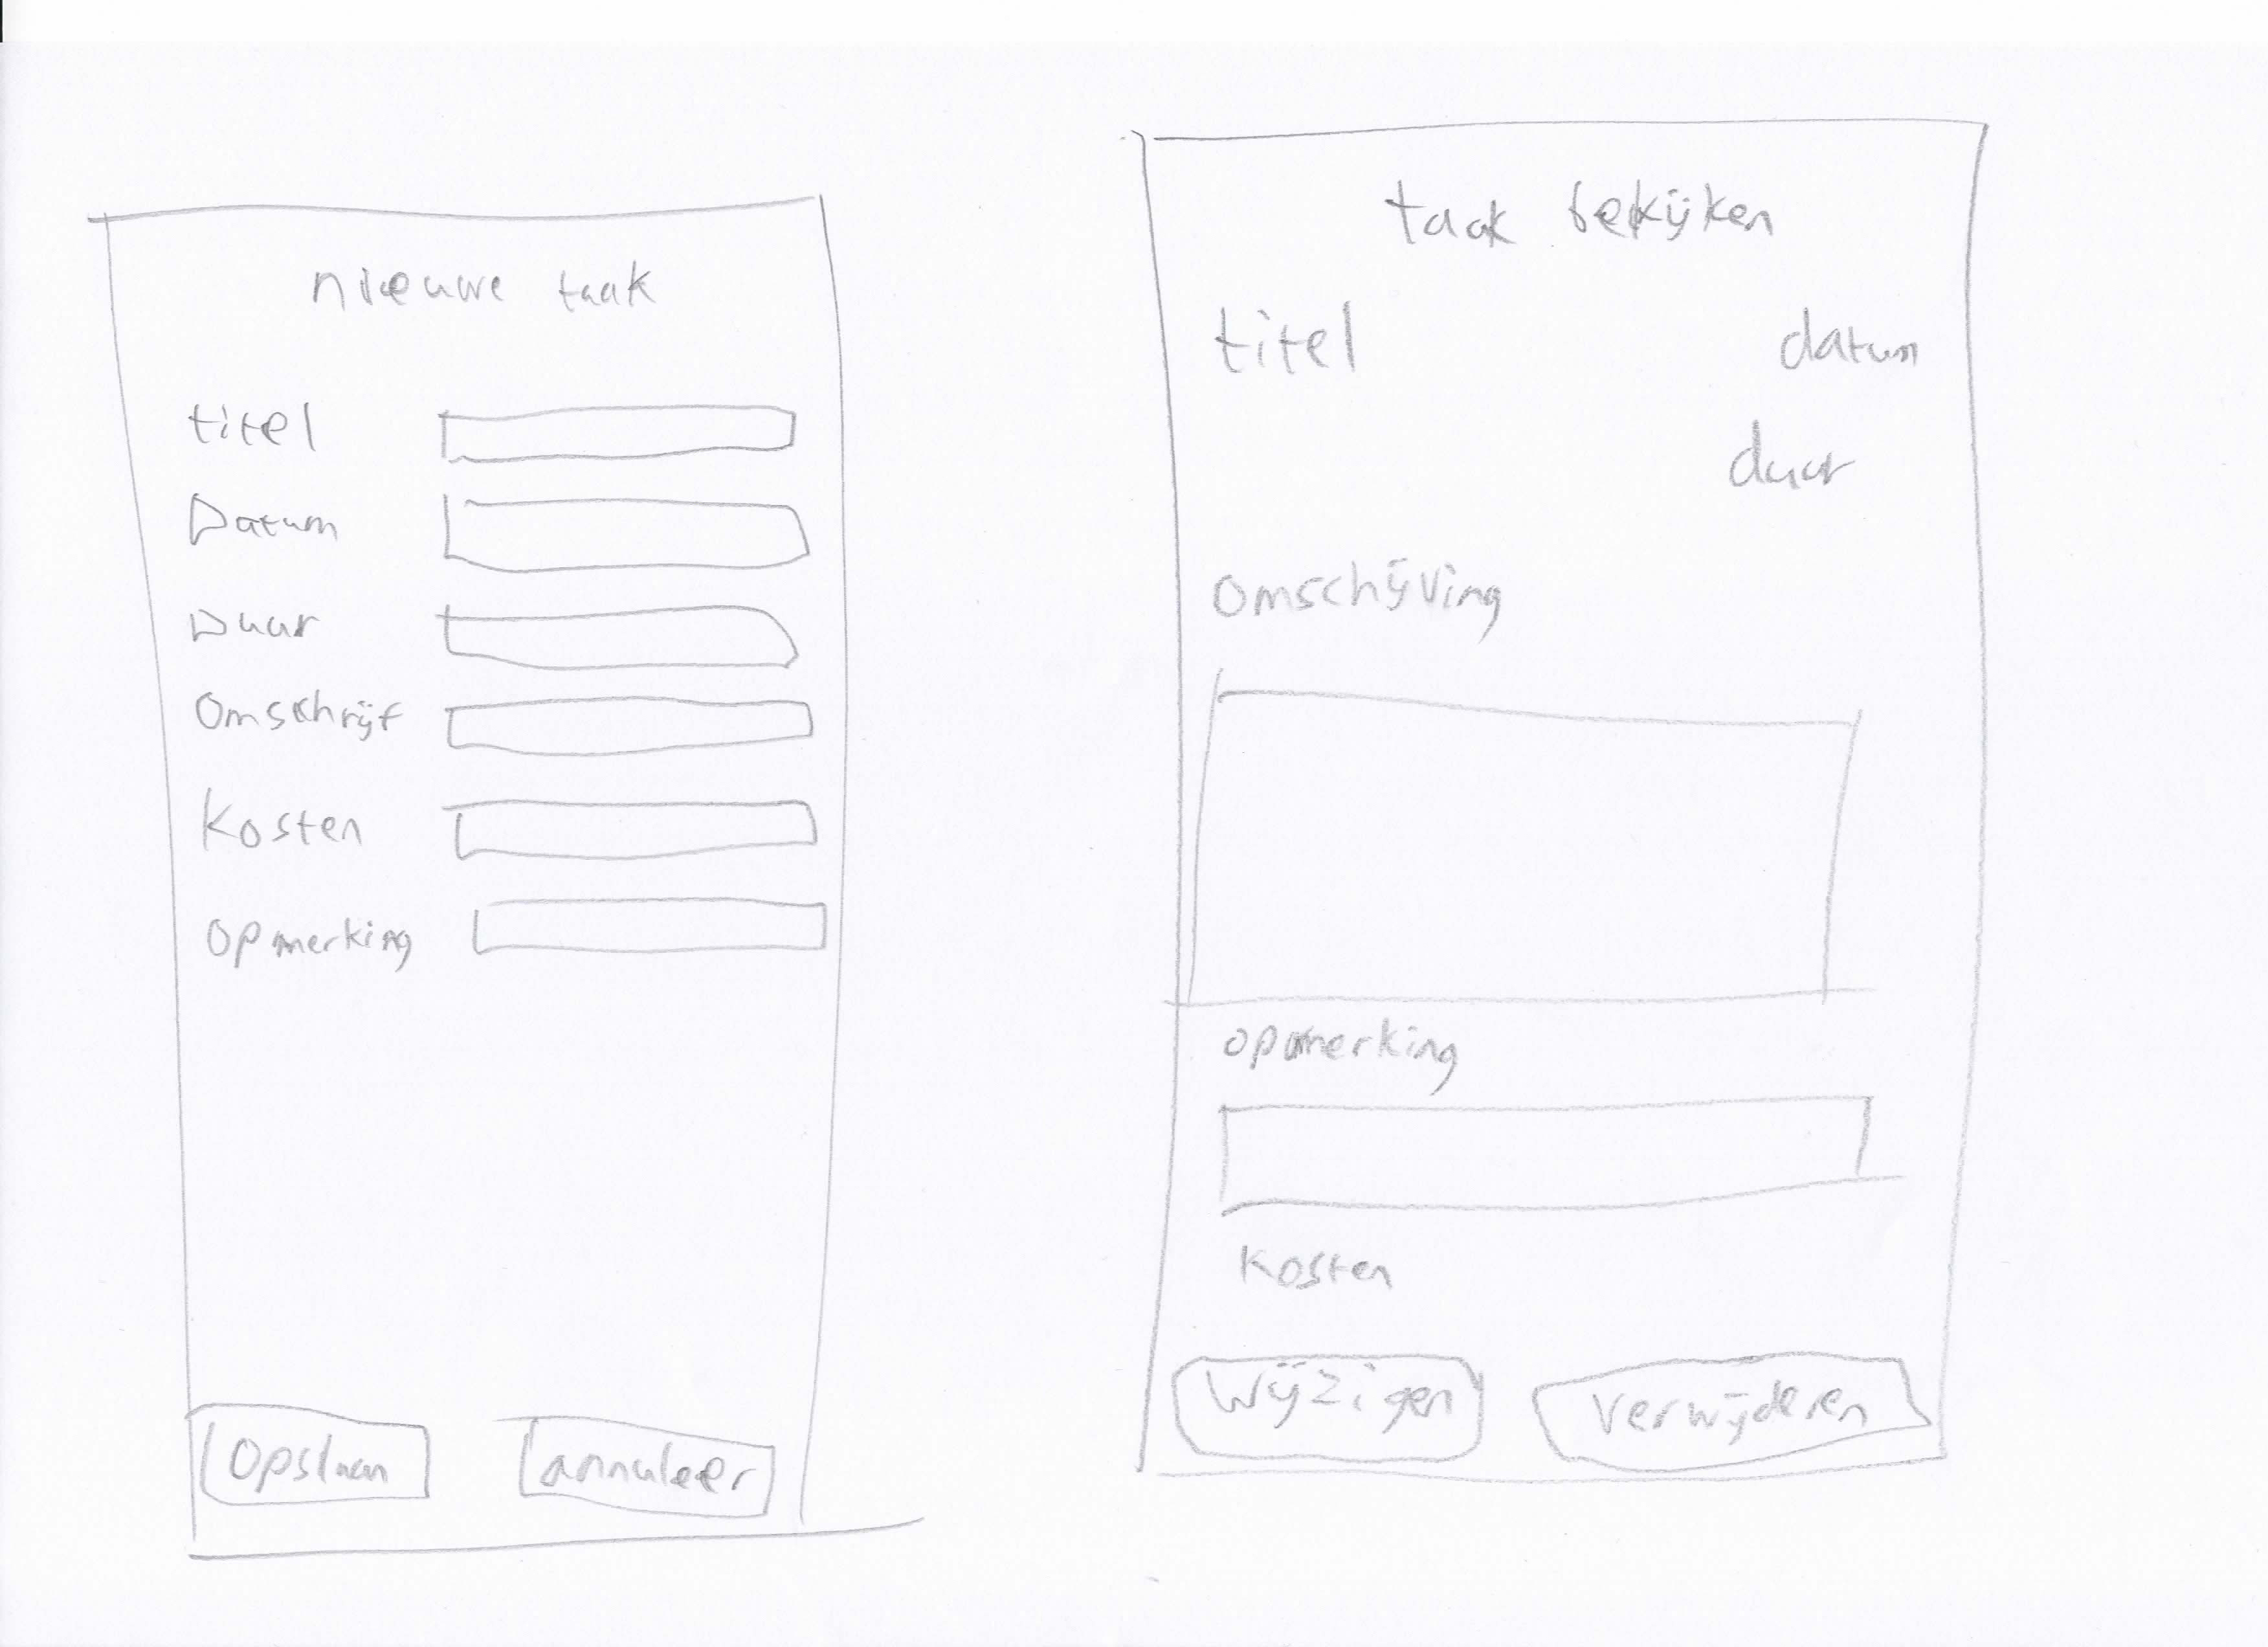 nieuwe taak
titel
Datum
Duur
Omschrijf
Kosten
opmerking
Opslaan
annuleer
taak bekijken
titel datum
duur
Omschijving
opmerking
Kosten
Wijzigen
Verwijderen